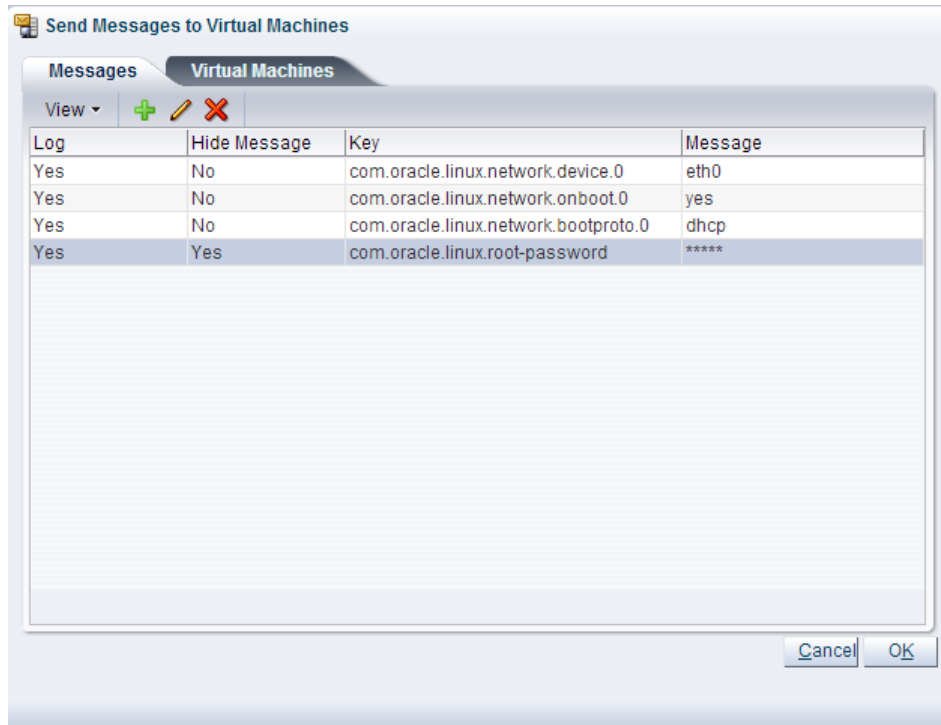 Send Messages to Virtual Machines
Messages Virtual Machines
View
Log Hide Message Key Message
Yes No com.oracle.linux.network.device.0 eth0
Yes No com.oracle.linux.network.onboot.0 yes
Yes No com.oracle.linux.network.bootproto.0 dhcp
Yes Yes com.oracle.linux.root-password *****
Cancel OK